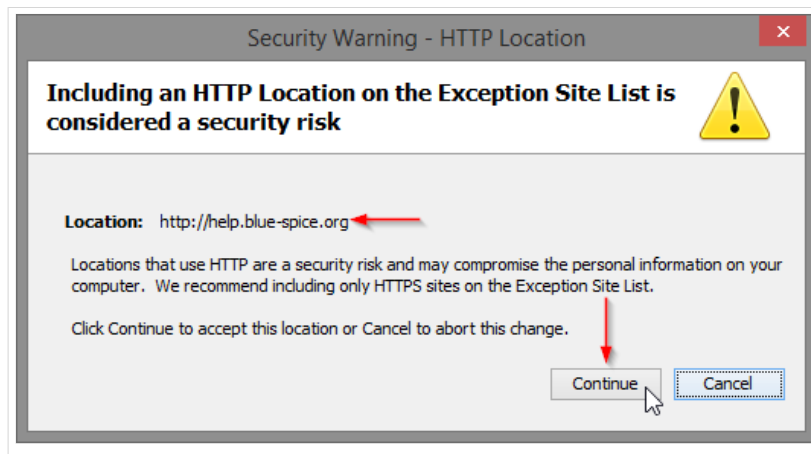 Security Warning - HTTP Location
Including an HTTP Location on the Exception Site List is
considered a security risk
Location: http://help.blue-spice.org
Locations that use HTTP are a security risk and may compromise the personal information on your
computer. We recommend including only HTTPS sites on the Exception Site List.
Click Continue to accept this location or Cancel to abort this change.
Continue Cancel